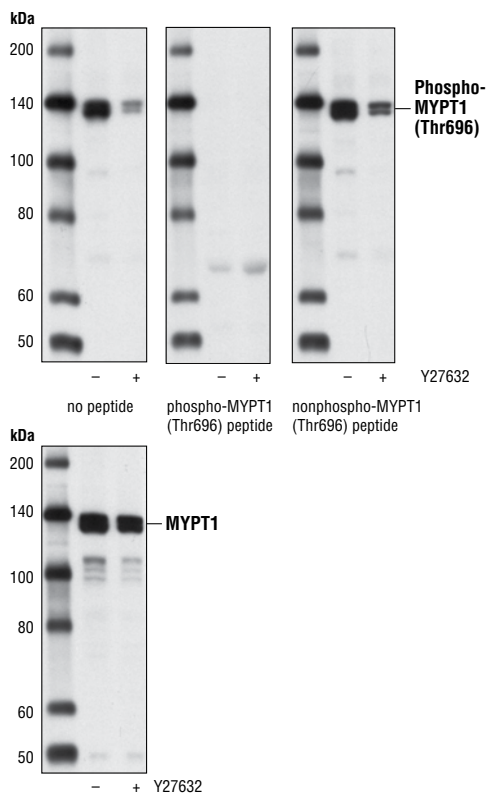 kDa
200
140
100
80
60
50
Phospho-
MYPT1
(Thr696)
– + – + – + Y27632
no peptide
phospho-MYPT1
(Thr696) peptide
nonphospho-MYPT1
(Thr696) peptide
kDa
200
140
100
80
60
50
MYPT1
– + Y27632